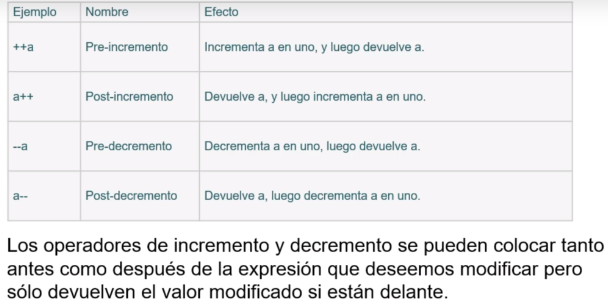 Ejemplo Nombre Efecto
++a Pre-incremento Incrementa a en uno, y luego devuelve a.
a++ Post-incremento Devuelve a, y luego incrementa a en uno.
--a Pre-decremento Decrementa a en uno, luego devuelve a.
a-- Post-decremento Devuelve a, luego decrementa a en uno.
Los operadores de incremento y decremento se pueden colocar tanto
antes como después de la expresión que deseemos modificar pero
sólo devuelven el valor modificado si están delante.